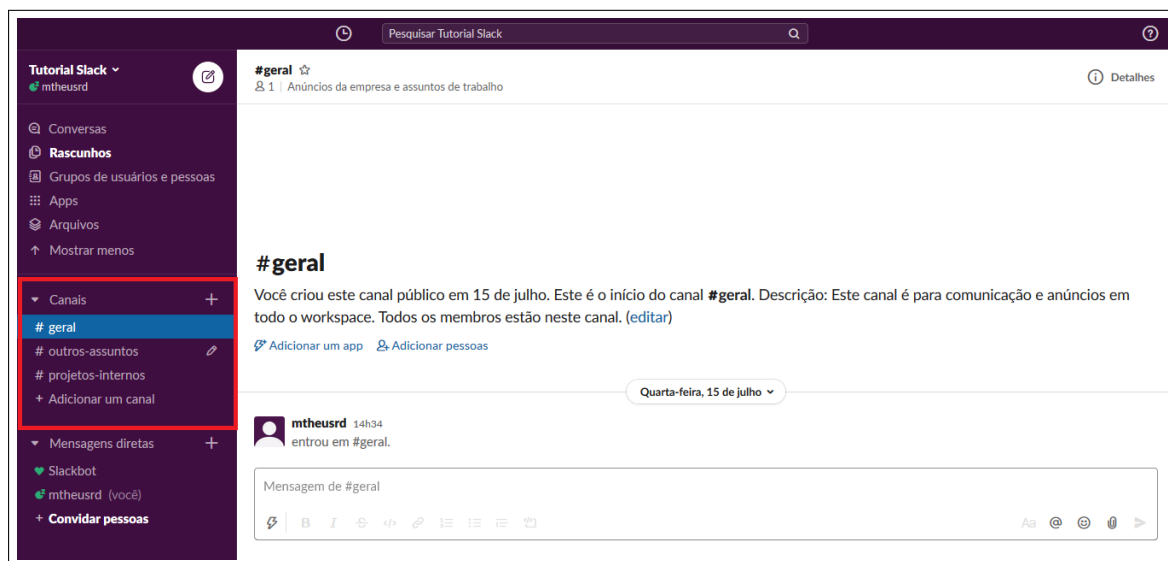 Pesquisar Tutorial Slack
Tutorial Slack
mtheusrd
Conversas
Rascunhos
Grupos de usuários e pessoas
Apps
Arquivos
Mostrar menos
Canais
# geral
# outros-assuntos
# projetos-internos
+ Adicionar um canal
Mensagens diretas
Slackbot
mtheusrd (você)
+ Convidar pessoas
#geral
1 | Anúncios da empresa e assuntos de trabalho
Detalhes
#geral
Você criou este canal público em 15 de julho. Este é o início do canal #geral. Descrição: Este canal é para comunicação e anúncios em
todo o workspace. Todos os membros estão neste canal. (editar)
Adicionar um app Adicionar pessoas
Quarta-feira, 15 de julho
mtheusrd 14h34
entrou em #geral.
Mensagem de #geral
B I S </> Aa @